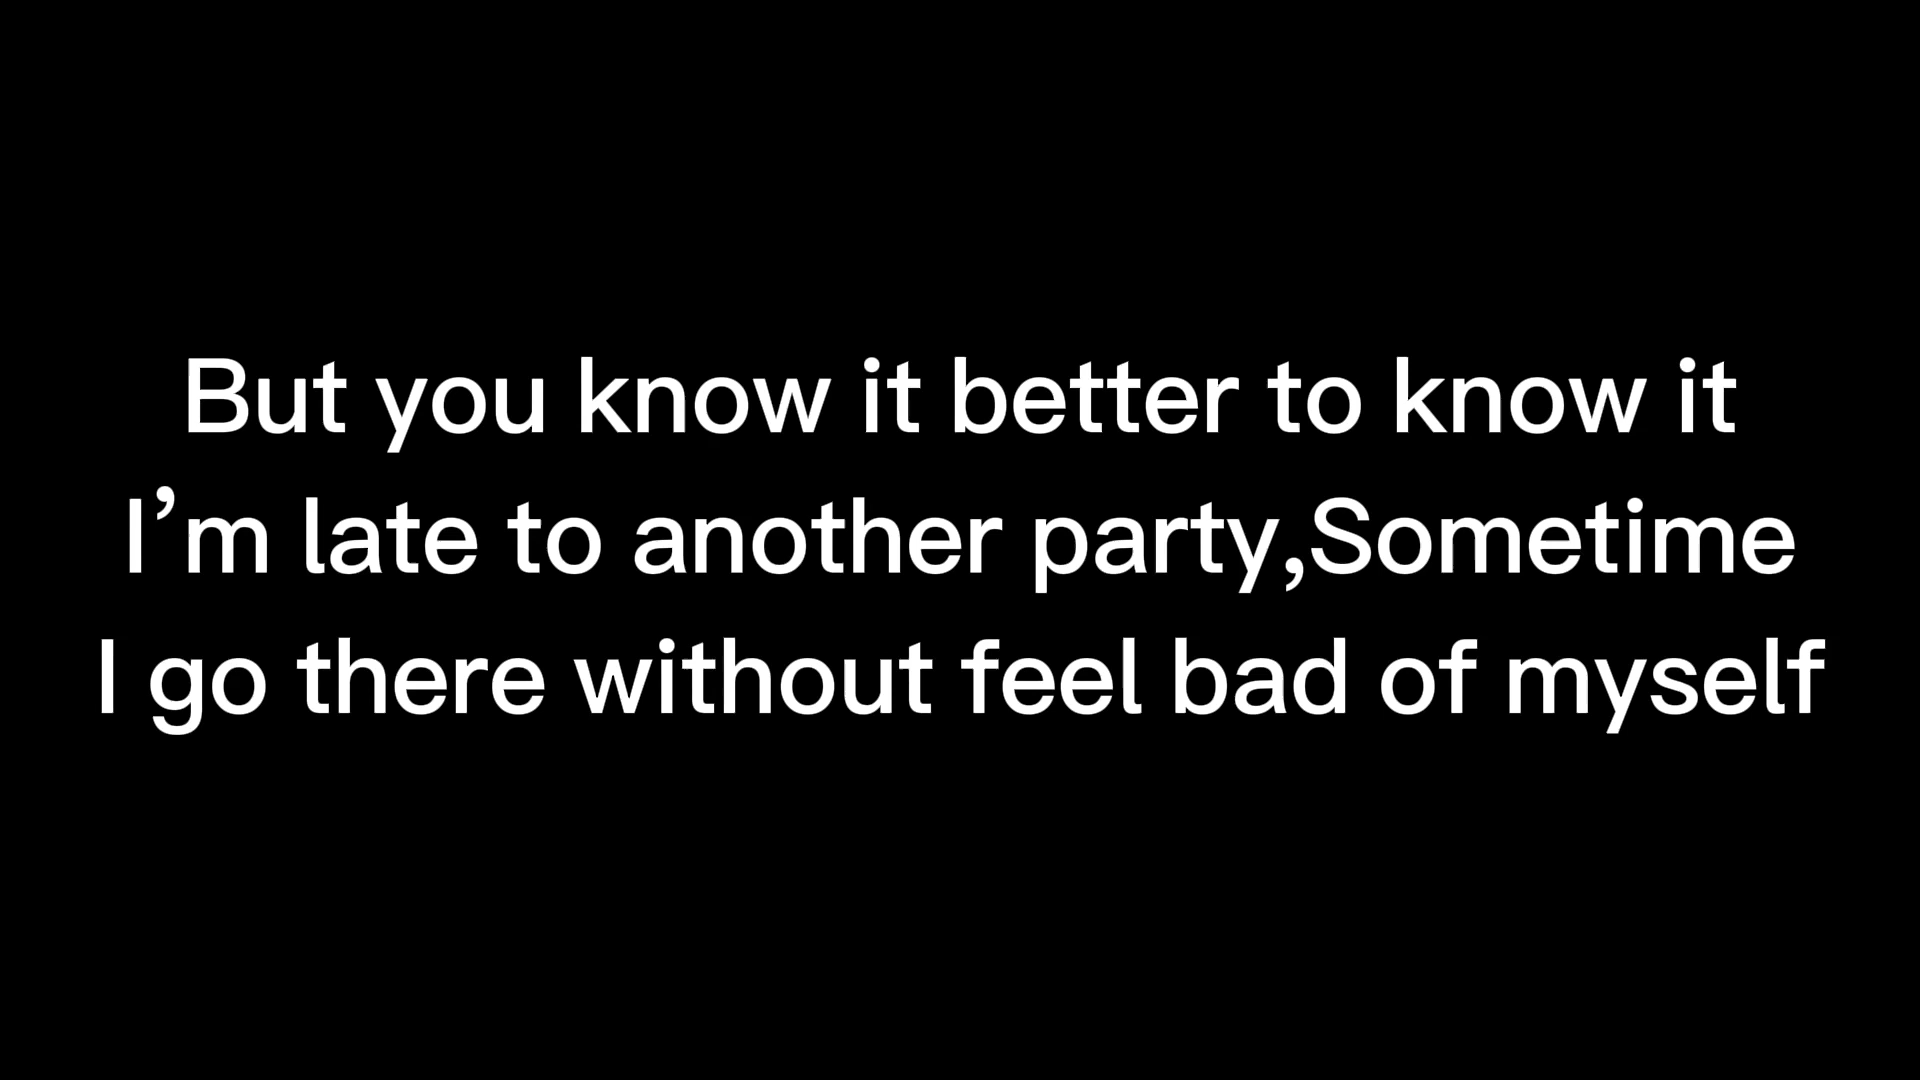 But you know it better to know it
I’m late to another party,Sometime
I go there without feel bad of myself